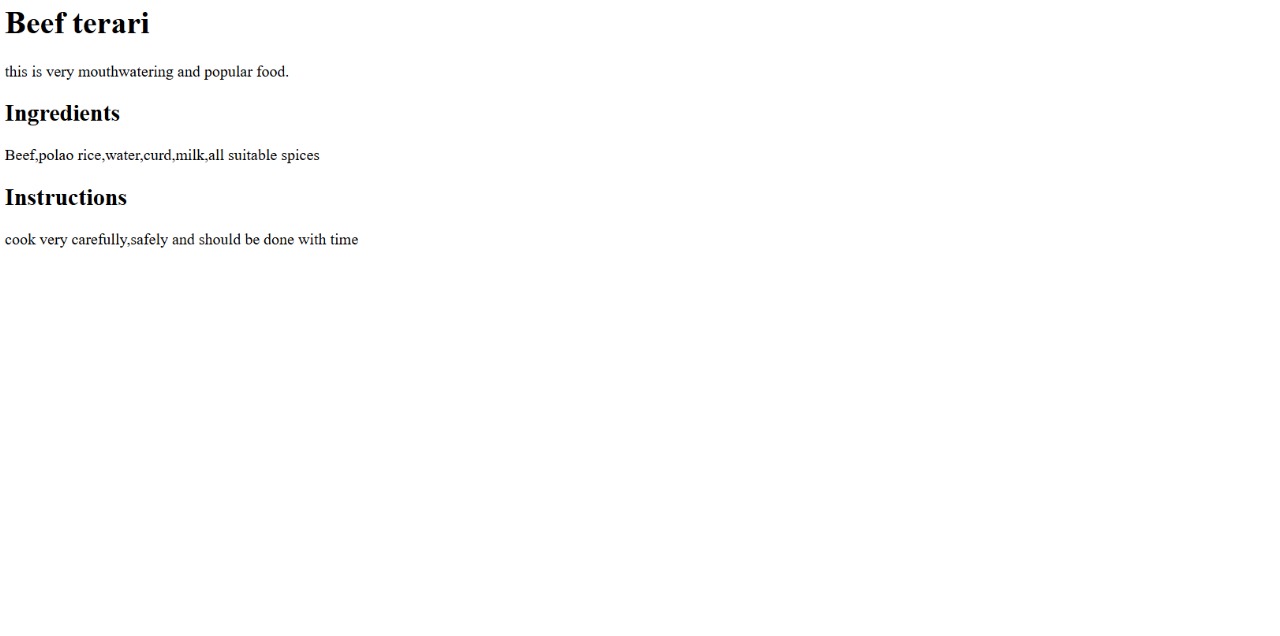 Beef terari
this is very mouthwatering and popular food.
Ingredients
Beef,polao rice,water,curd,milk,all suitable spices
Instructions
cook very carefully,safely and should be done with time